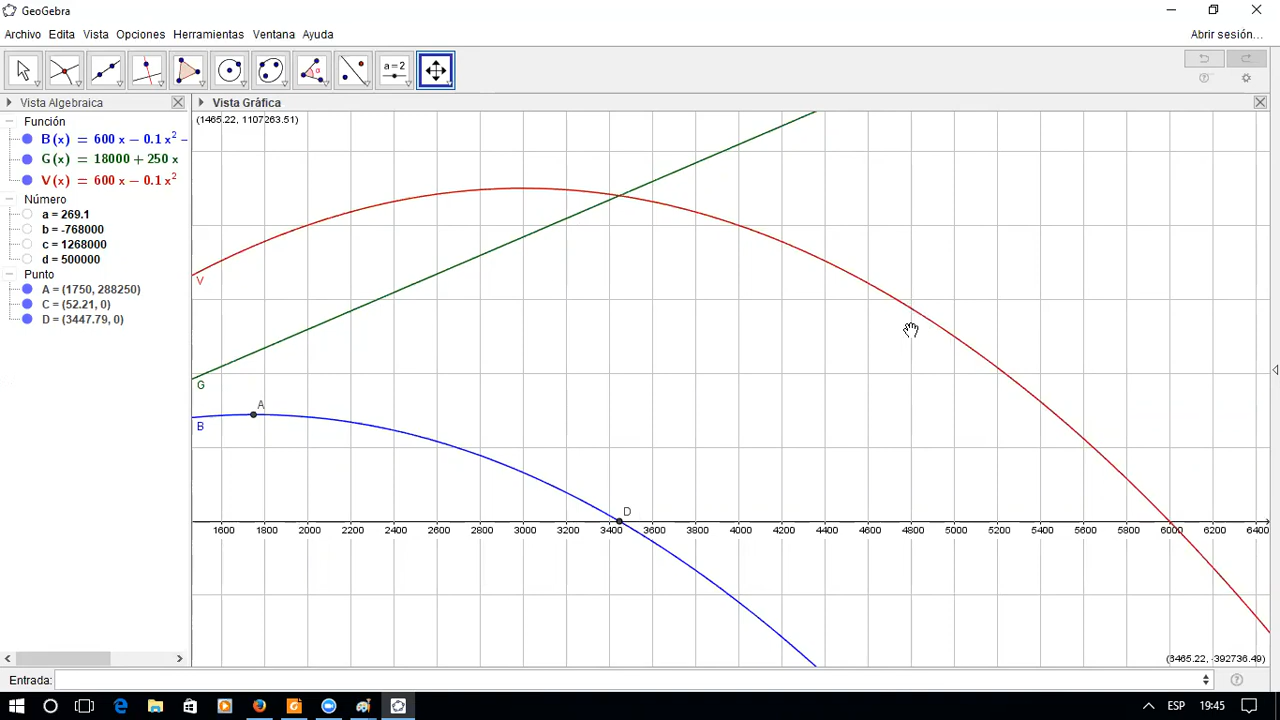 GeoGebra
Archivo Edita Vista Opciones Herramientas Ventana Ayuda Abrir sesión...
a=2
Vista Algebraica
Vista Gráfica
Función
B(x) = 600 x − 0.1 x² −
G(x) = 18000 + 250 x
V(x) = 600 x − 0.1 x²
Número
a = 269.1
b = -768000
c = 1268000
d = 500000
Punto
A = (1750, 288250)
C = (52.21, 0)
D = (3447.79, 0)
(1465.22, 1107263.51)
V
G
A
B
D
1600 1800 2000 2200 2400 2600 2800 3000 3200 3400 3600 3800 4000 4200 4400 4600 4800 5000 5200 5400 5600 5800 6000 6200 6400
(3465.22, -392736.49)
Entrada:
ESP 19:45